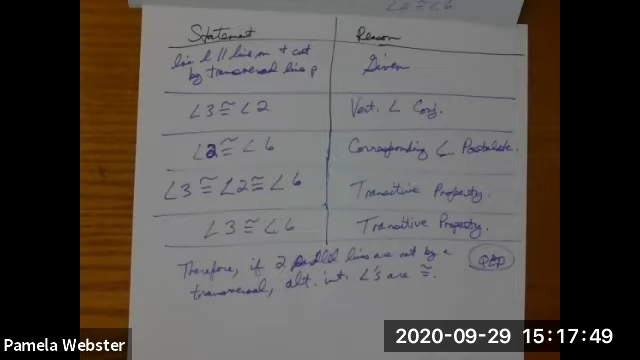 ∠2 ≅ ∠6
Statement Reason
line l // line m & cut
by transversal line p
Given
∠3 ≅ ∠2 Vert. ∠ Conj.
∠2 ≅ ∠6 Corresponding ∠ Postulate.
∠3 ≅ ∠2 ≅ ∠6 Transitive Property.
∠3 ≅ ∠6 Transitive Property.
Therefore, if 2 parallel lines are cut by a
transversal, alt. int. ∠'s are ≅.
QED
Pamela Webster
2020-09-29 15:17:49